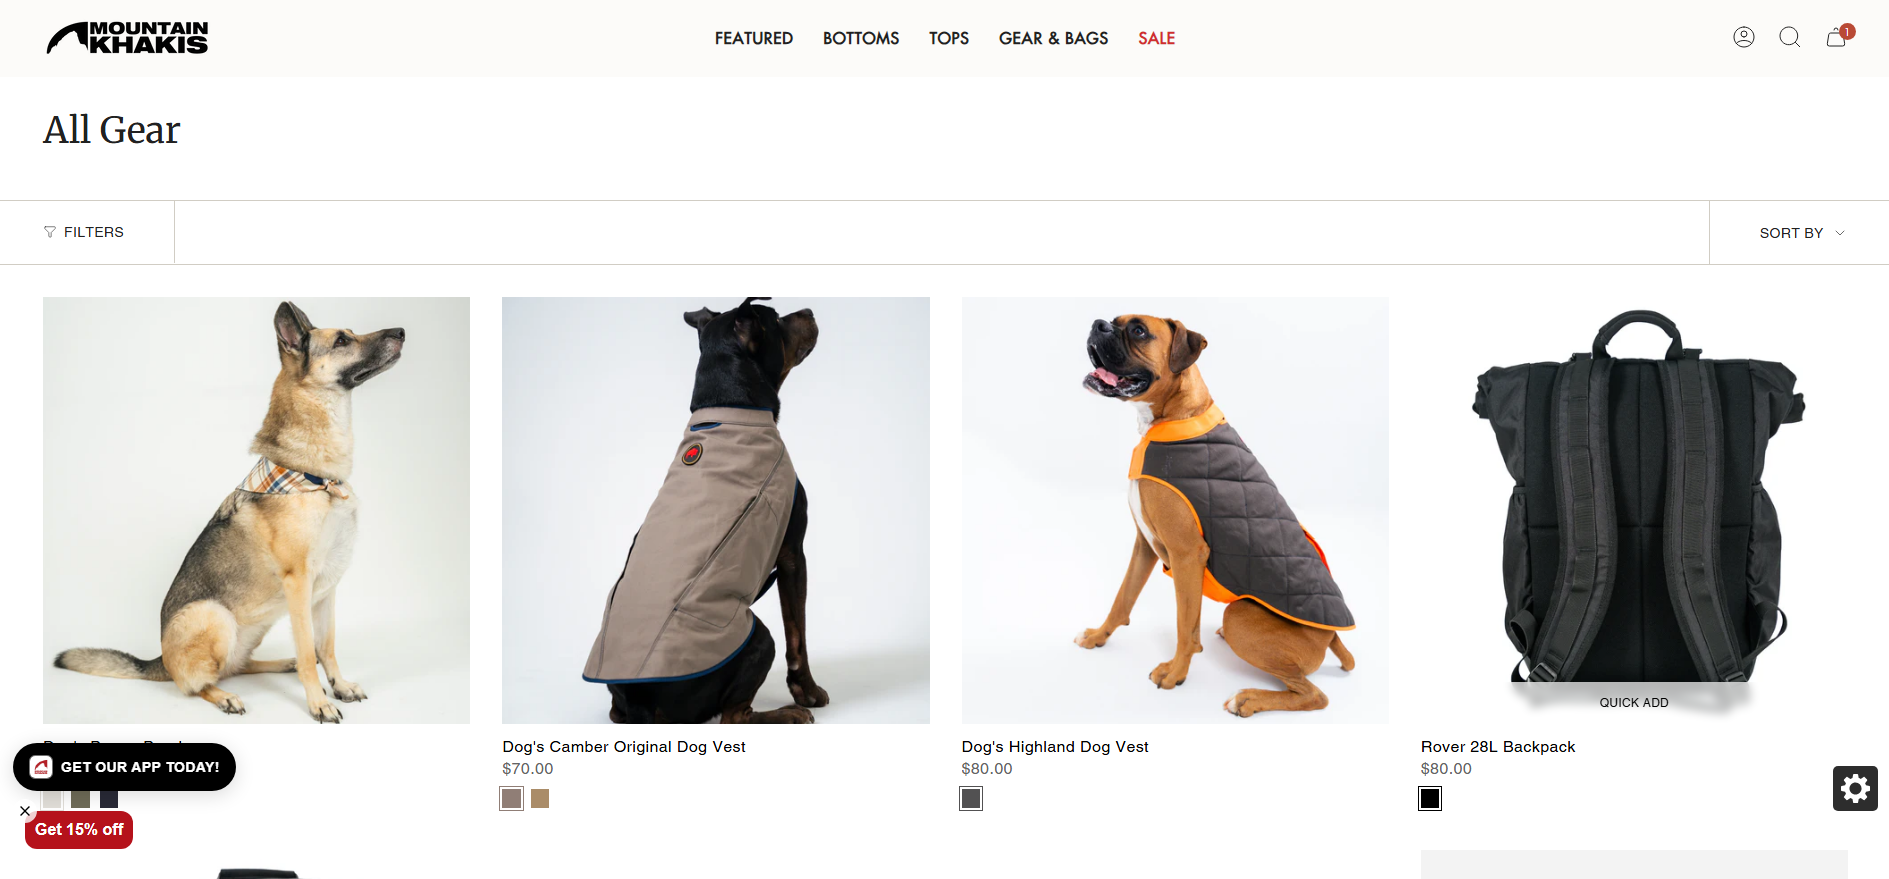 MOUNTAIN
KHAKIS
FEATURED BOTTOMS TOPS GEAR & BAGS SALE
1
All Gear
FILTERS
SORT BY
QUICK ADD
Dog's Camber Original Dog Vest
$70.00
Dog's Highland Dog Vest
$80.00
Rover 28L Backpack
$80.00
GET OUR APP TODAY!
Get 15% off